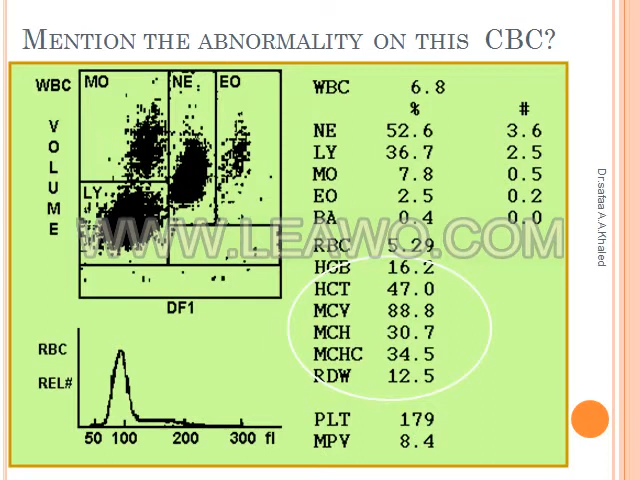 MENTION THE ABNORMALITY ON THIS CBC?
WBC
VOLUME
MO
NE
EO
LY
DF1
RBC
REL#
50 100 200 300 fl
WBC 6.8
% #
NE 52.6 3.6
LY 36.7 2.5
MO 7.8 0.5
EO 2.5 0.2
BA 0.4 0.0
WWW.LEAWO.COM
RBC 5.29
HGB 16.2
HCT 47.0
MCV 88.8
MCH 30.7
MCHC 34.5
RDW 12.5
PLT 179
MPV 8.4
Dr.safaa A.A.Khaled